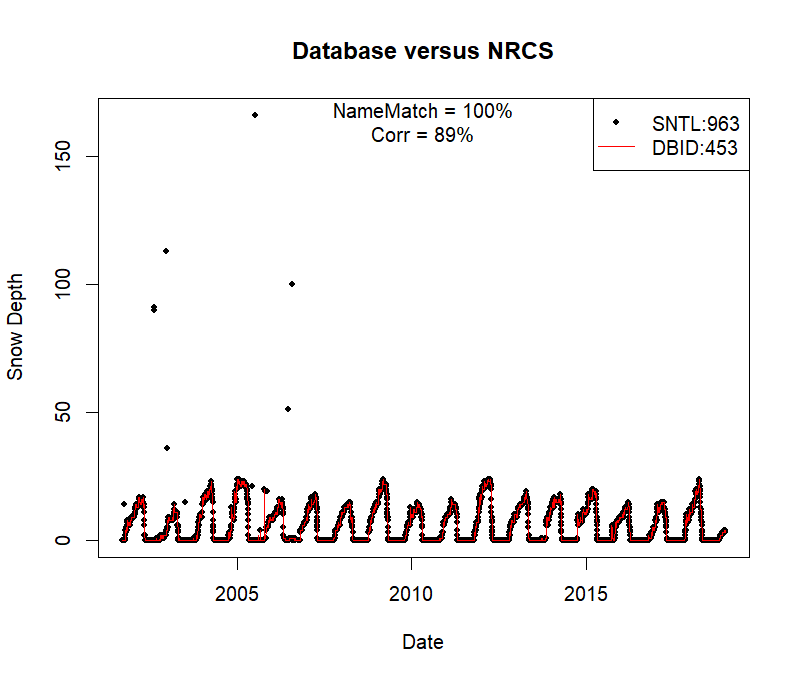 Database versus NRCS
NameMatch = 100%
Corr = 89%
SNTL:963
DBID:453
Snow Depth
150
100
50
0
2005
2010
2015
Date